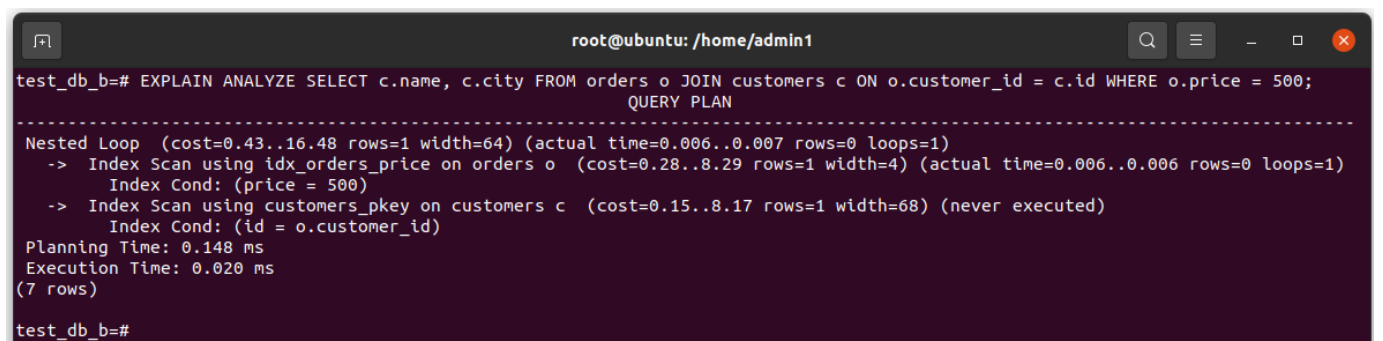 root@ubuntu: /home/admin1
test_db_b=# EXPLAIN ANALYZE SELECT c.name, c.city FROM orders o JOIN customers c ON o.customer_id = c.id WHERE o.price = 500;
QUERY PLAN
---------------------------------------------------------------------------------------------------------------------------------
Nested Loop  (cost=0.43..16.48 rows=1 width=64) (actual time=0.006..0.007 rows=0 loops=1)
  ->  Index Scan using idx_orders_price on orders o  (cost=0.28..8.29 rows=1 width=4) (actual time=0.006..0.006 rows=0 loops=1)
        Index Cond: (price = 500)
  ->  Index Scan using customers_pkey on customers c  (cost=0.15..8.17 rows=1 width=68) (never executed)
        Index Cond: (id = o.customer_id)
Planning Time: 0.148 ms
Execution Time: 0.020 ms
(7 rows)
test_db_b=#